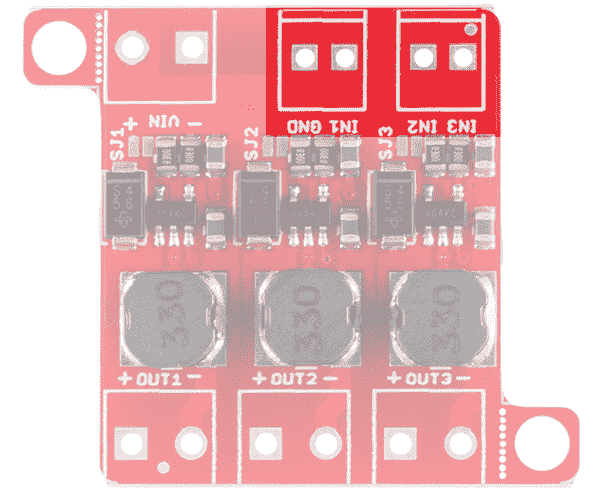 + VIN -
GND IN1
IN2 IN3
SJ1
SJ2
SJ3
330
330
330
+ OUT1 -
+ OUT2 -
+ OUT3 -